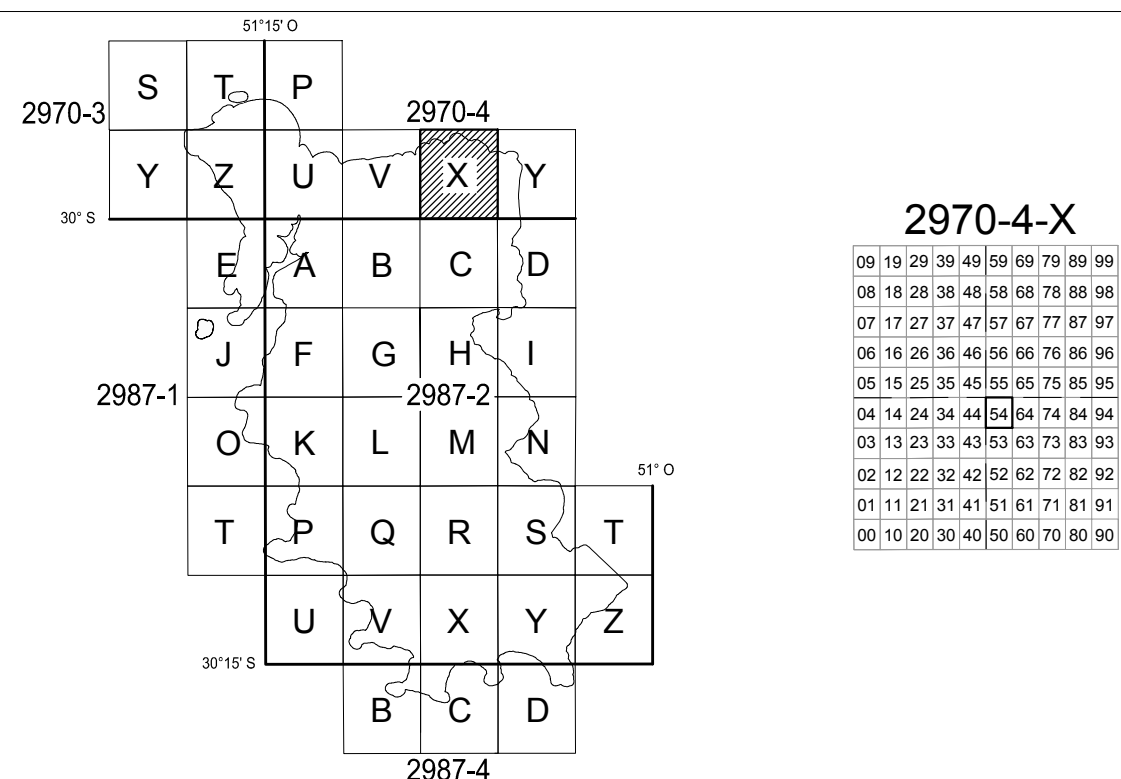 51°15' O
S T P
2970-3
2970-4
Y Z U V X Y
30° S
E A B C D
J F G H I
2987-1
2987-2
O K L M N
51° O
T P Q R S T
U V X Y Z
30°15' S
B C D
2987-4
2970-4-X
09 19 29 39 49 59 69 79 89 99
08 18 28 38 48 58 68 78 88 98
07 17 27 37 47 57 67 77 87 97
06 16 26 36 46 56 66 76 86 96
05 15 25 35 45 55 65 75 85 95
04 14 24 34 44 54 64 74 84 94
03 13 23 33 43 53 63 73 83 93
02 12 22 32 42 52 62 72 82 92
01 11 21 31 41 51 61 71 81 91
00 10 20 30 40 50 60 70 80 90